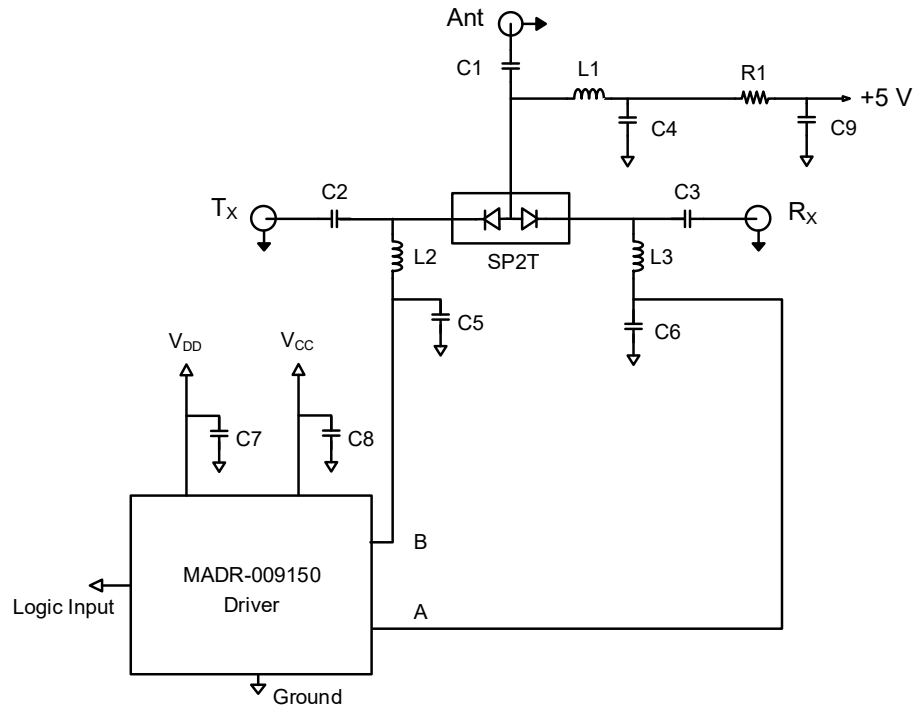 Ant
C1
L1
R1
+5 V
C4
C9
TX
C2
C3
RX
L2
SP2T
L3
C5
C6
VDD
VCC
C7
C8
B
MADR-009150
Driver
Logic Input
A
Ground